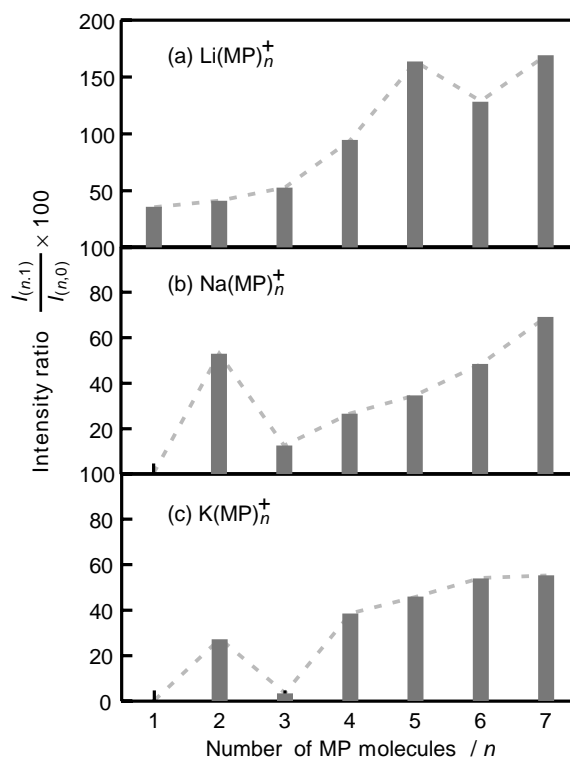 200
(a) Li(MP)n+
150
100
50
100
(b) Na(MP)n+
80
60
40
20
100
(c) K(MP)n+
80
60
40
20
0
1 2 3 4 5 6 7
Number of MP molecules / n
Intensity ratio I(n.1)/I(n,0) × 100